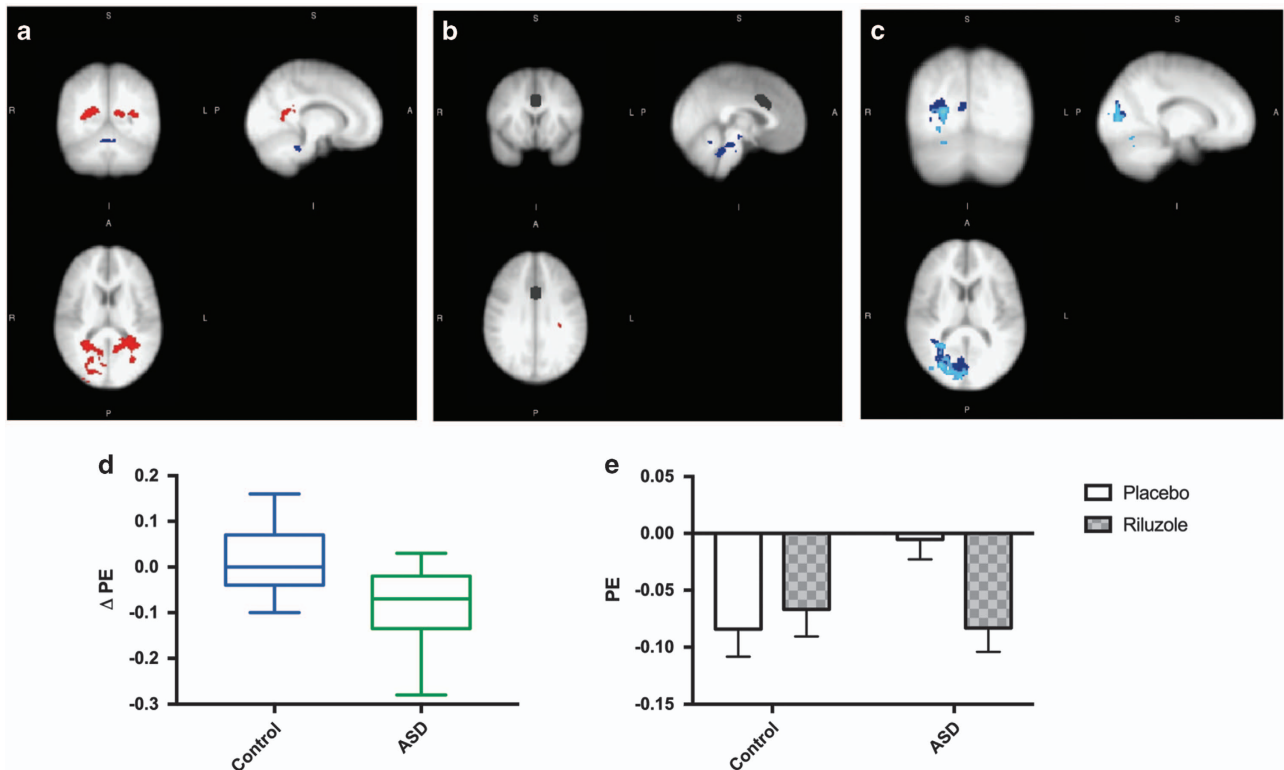 a
S
S
R
L
P
A
I
I
A
R
L
P
b
S
S
R
L
P
A
I
I
A
R
L
P
c
S
S
R
L
P
A
I
I
A
R
L
P
d
0.2
0.1
0.0
-0.1
-0.2
-0.3
Δ PE
Control
ASD
e
0.05
0.00
-0.05
-0.10
-0.15
PE
Control
ASD
Placebo
Riluzole